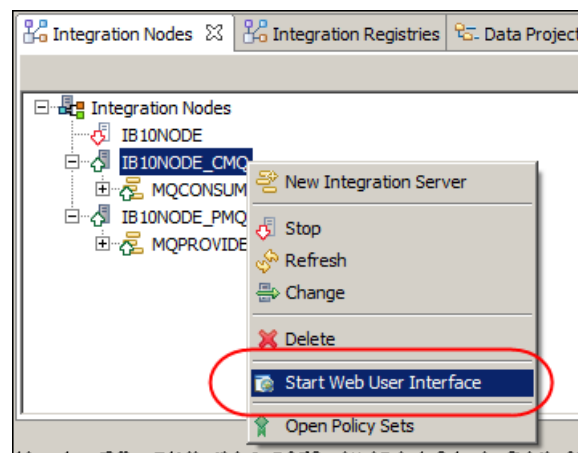 Integration Nodes
Integration Registries
Data Project
Integration Nodes
IB10NODE
IB10NODE_CMQ
MQCONSUM
IB10NODE_PMQ
MQPROVIDE
New Integration Server
Stop
Refresh
Change
Delete
Start Web User Interface
Open Policy Sets